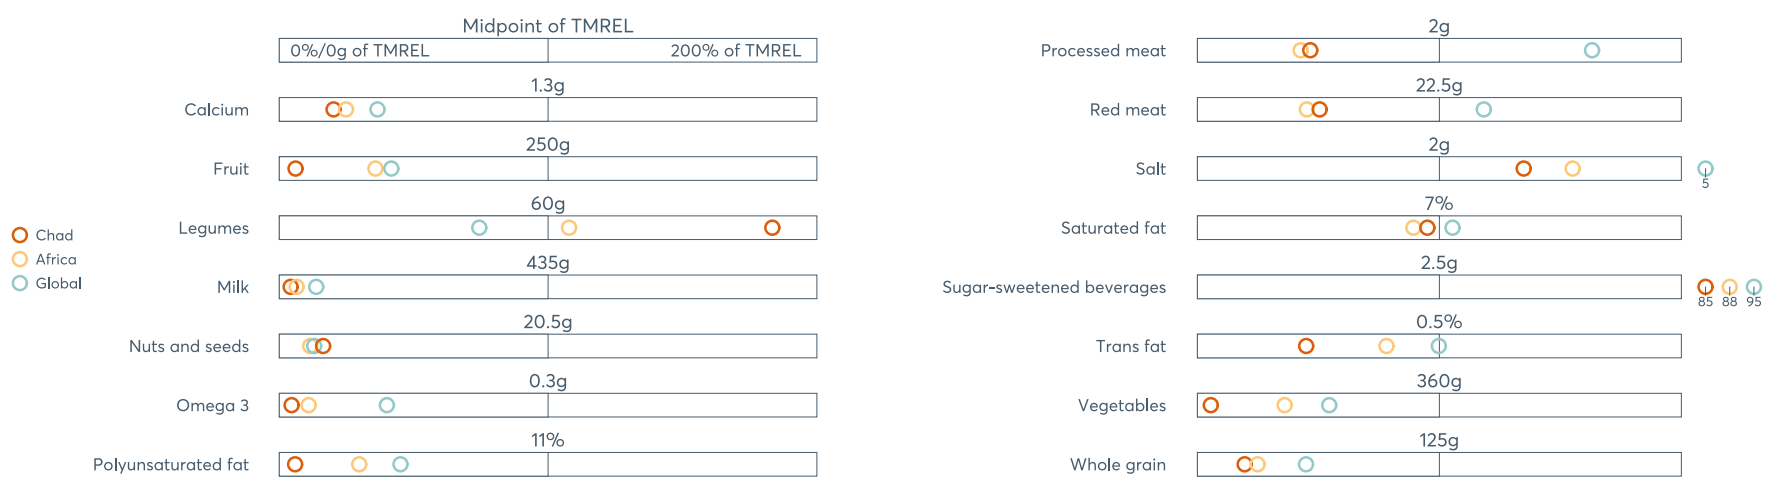 Midpoint of TMREL
0%/0g of TMREL 200% of TMREL
Calcium 1.3g
Fruit 250g
Legumes 60g
Milk 435g
Nuts and seeds 20.5g
Omega 3 0.3g
Polyunsaturated fat 11%
Chad
Africa
Global
Processed meat 2g
Red meat 22.5g
Salt 2g
5
Saturated fat 7%
Sugar-sweetened beverages 2.5g
85 88 95
Trans fat 0.5%
Vegetables 360g
Whole grain 125g